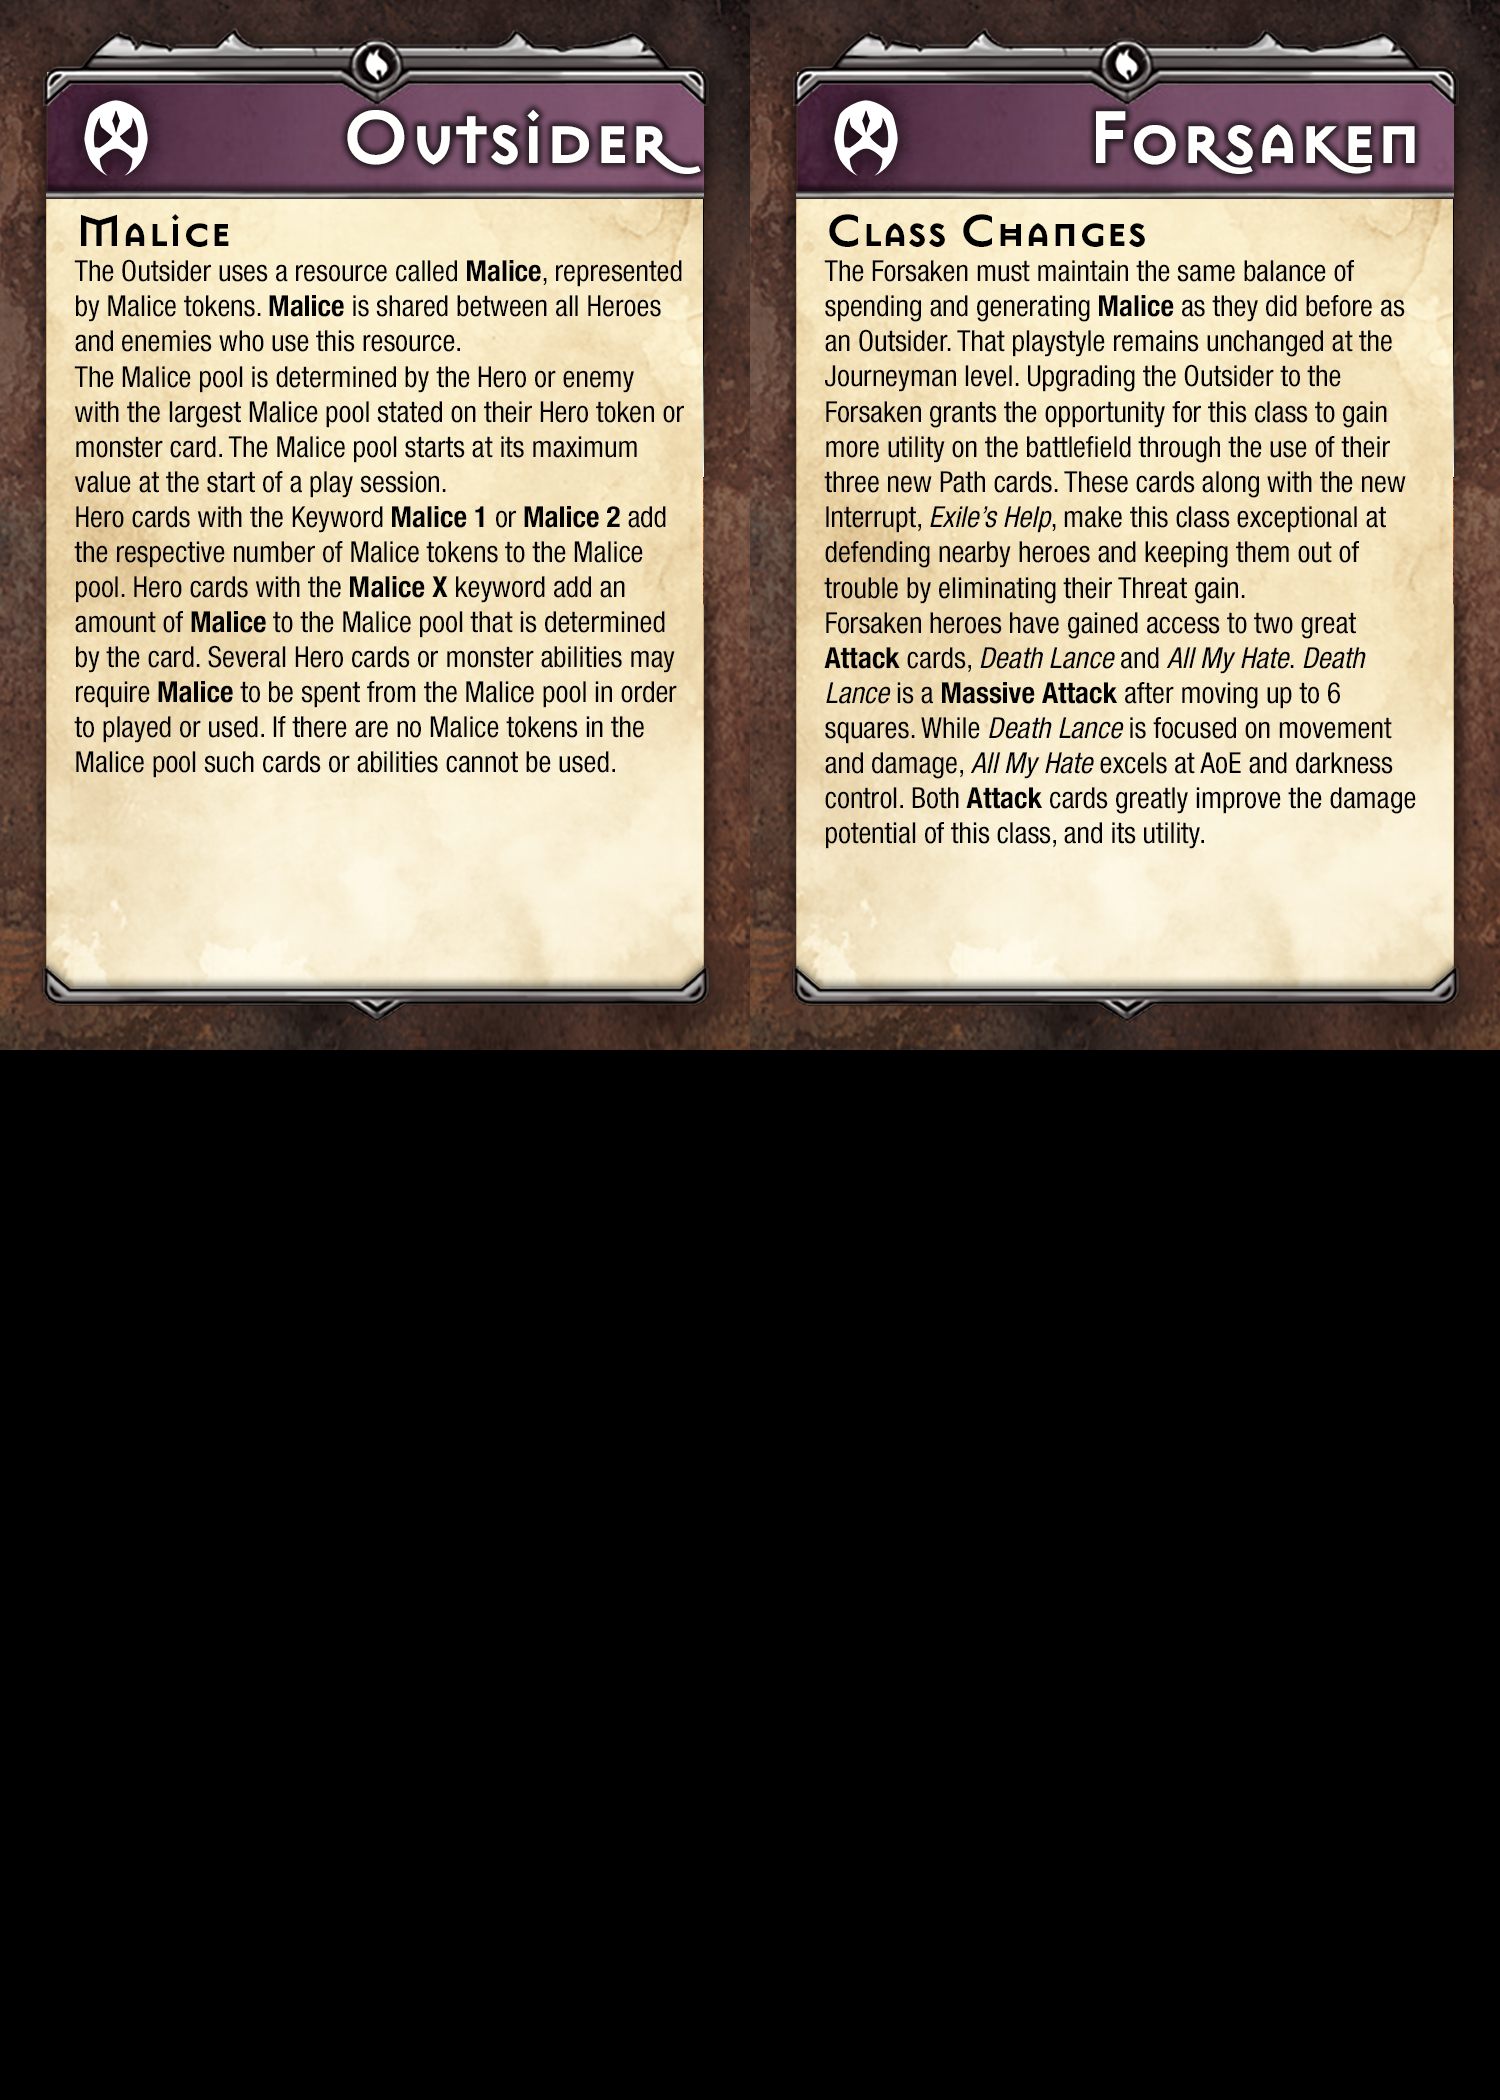 Outsider
Malice
The Outsider uses a resource called Malice, represented
by Malice tokens. Malice is shared between all Heroes
and enemies who use this resource.
The Malice pool is determined by the Hero or enemy
with the largest Malice pool stated on their Hero token or
monster card. The Malice pool starts at its maximum
value at the start of a play session.
Hero cards with the Keyword Malice 1 or Malice 2 add
the respective number of Malice tokens to the Malice
pool. Hero cards with the Malice X keyword add an
amount of Malice to the Malice pool that is determined
by the card. Several Hero cards or monster abilities may
require Malice to be spent from the Malice pool in order
to played or used. If there are no Malice tokens in the
Malice pool such cards or abilities cannot be used.
Forsaken
Class Changes
The Forsaken must maintain the same balance of
spending and generating Malice as they did before as
an Outsider. That playstyle remains unchanged at the
Journeyman level. Upgrading the Outsider to the
Forsaken grants the opportunity for this class to gain
more utility on the battlefield through the use of their
three new Path cards. These cards along with the new
Interrupt, Exile's Help, make this class exceptional at
defending nearby heroes and keeping them out of
trouble by eliminating their Threat gain.
Forsaken heroes have gained access to two great
Attack cards, Death Lance and All My Hate. Death
Lance is a Massive Attack after moving up to 6
squares. While Death Lance is focused on movement
and damage, All My Hate excels at AoE and darkness
control. Both Attack cards greatly improve the damage
potential of this class, and its utility.